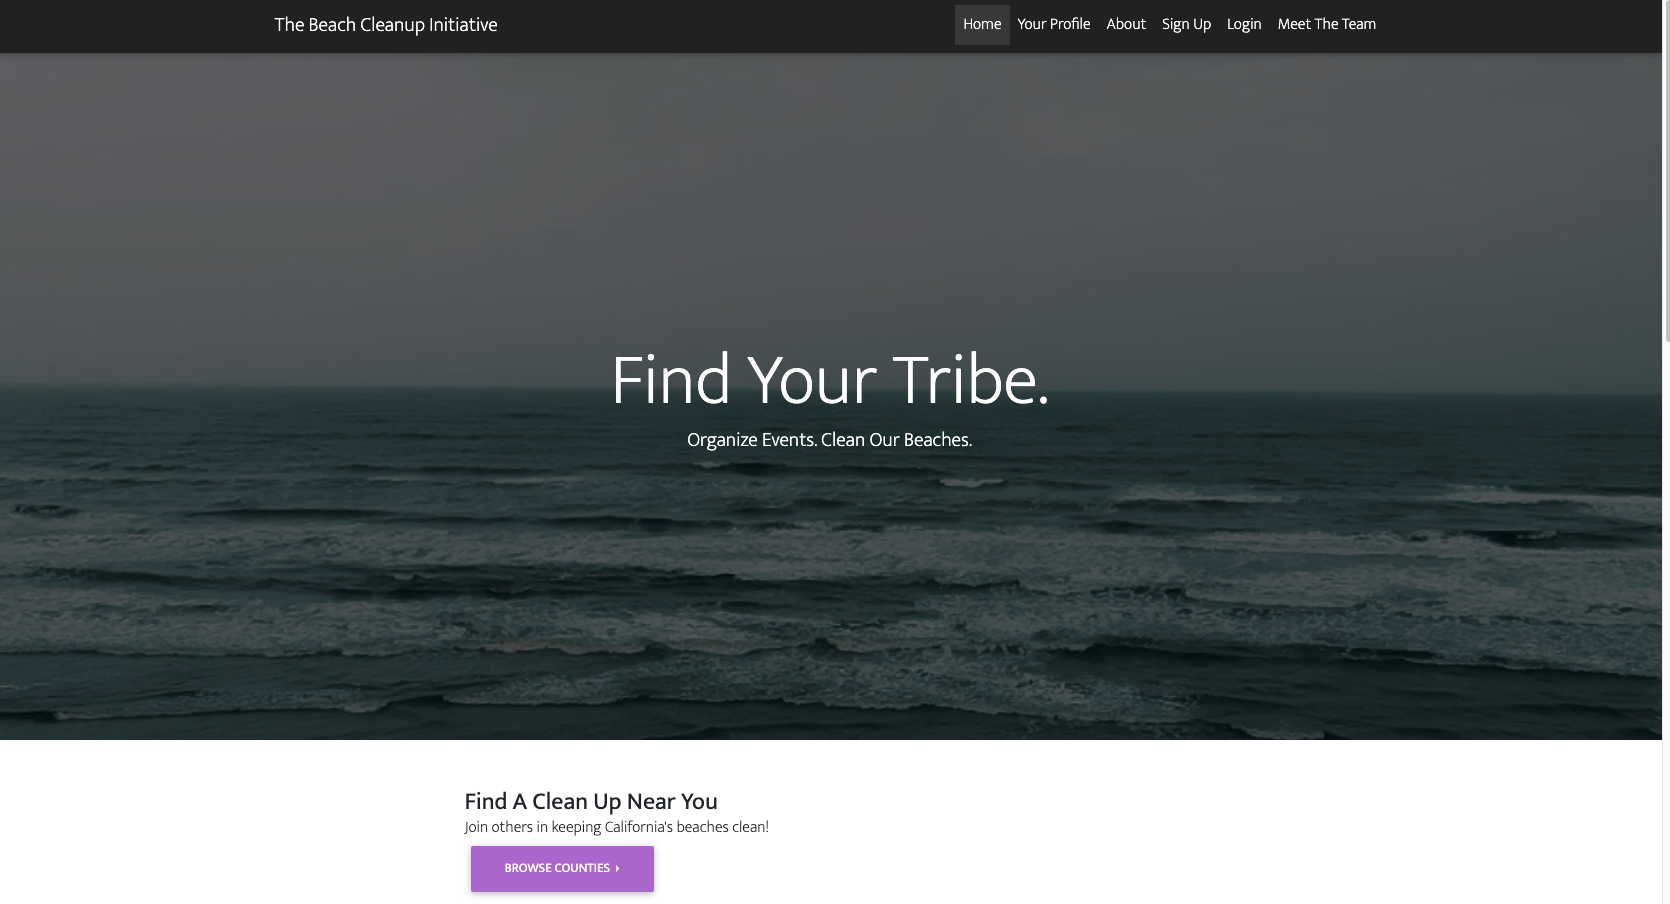 The Beach Cleanup Initiative
Home Your Profile About Sign Up Login Meet The Team
Find Your Tribe.
Organize Events. Clean Our Beaches.
Find A Clean Up Near You
Join others in keeping California's beaches clean!
BROWSE COUNTIES